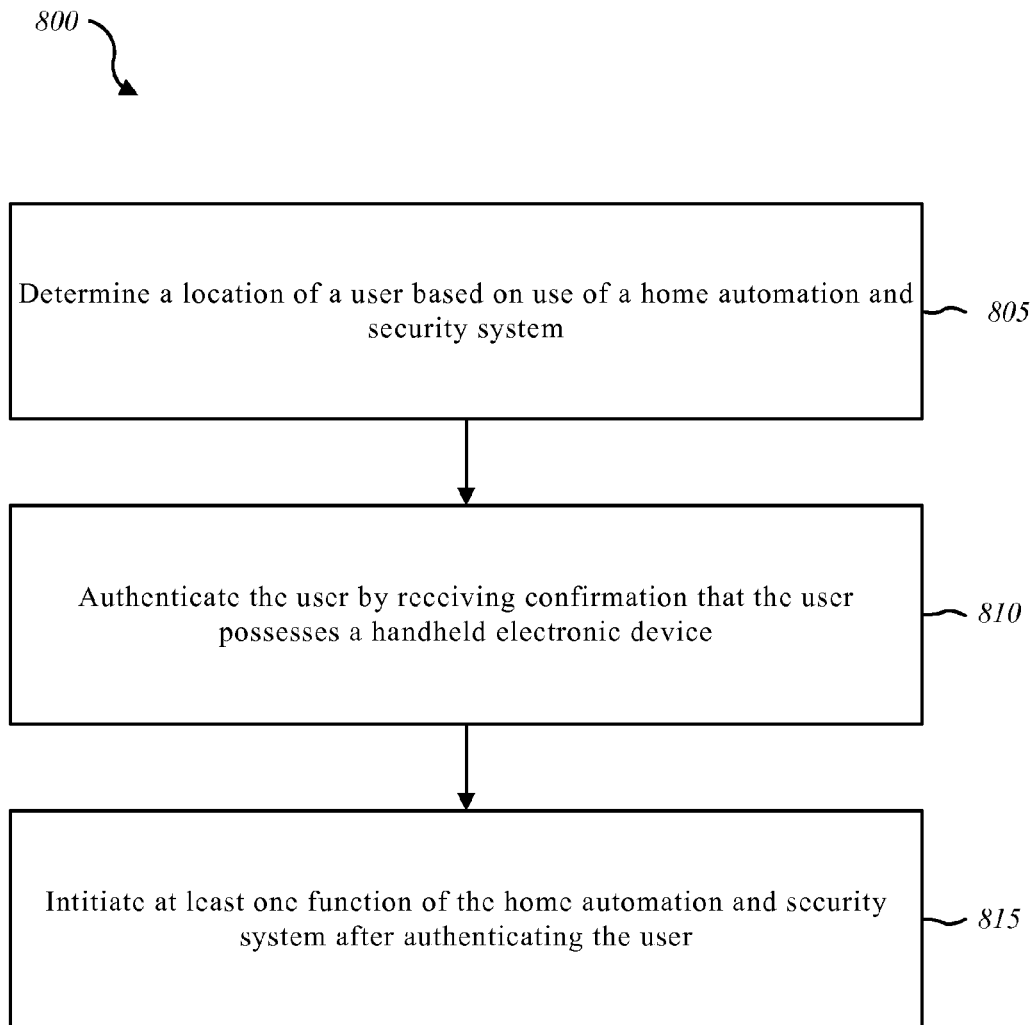 800
Determine a location of a user based on use of a home automation and
security system
805
Authenticate the user by receiving confirmation that the user
possesses a handheld electronic device
810
Intitiate at least one function of the home automation and security
system after authenticating the user
815